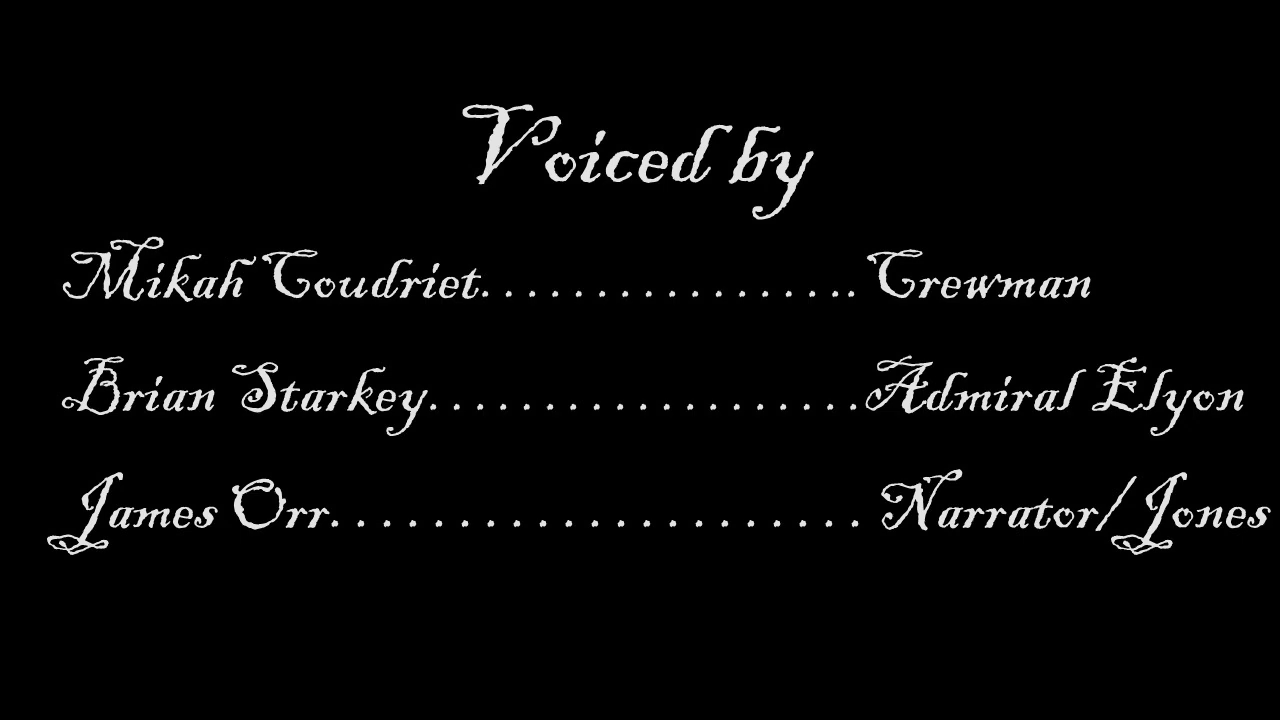 Voiced by
Mikah Coudriet. . . . . . . . . . . . . . . . .Crewman
Brian Starkey. . . . . . . . . . . . . . . . . . .Admiral Elyon
James Orr. . . . . . . . . . . . . . . . . . . . . Narrator/Jones